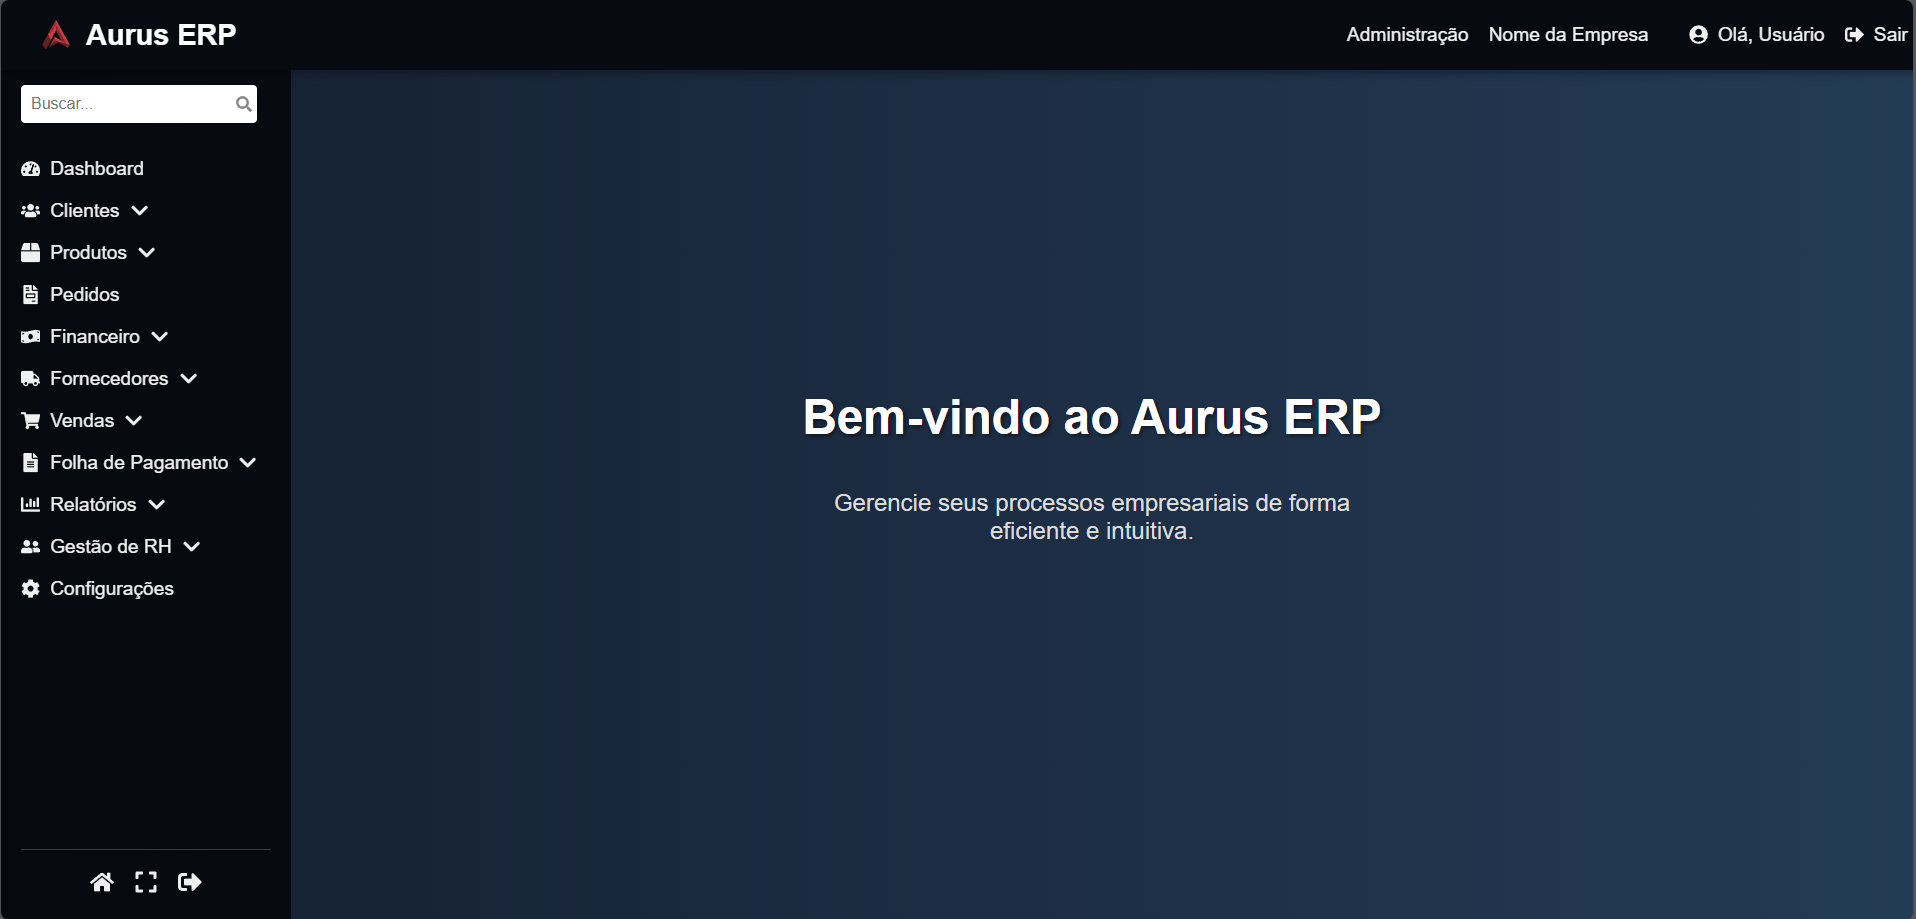 Aurus ERP
Administração
Nome da Empresa
Olá, Usuário
Sair
Buscar...
Dashboard
Clientes
Produtos
Pedidos
Financeiro
Fornecedores
Vendas
Folha de Pagamento
Relatórios
Gestão de RH
Configurações
Bem-vindo ao Aurus ERP
Gerencie seus processos empresariais de forma
eficiente e intuitiva.